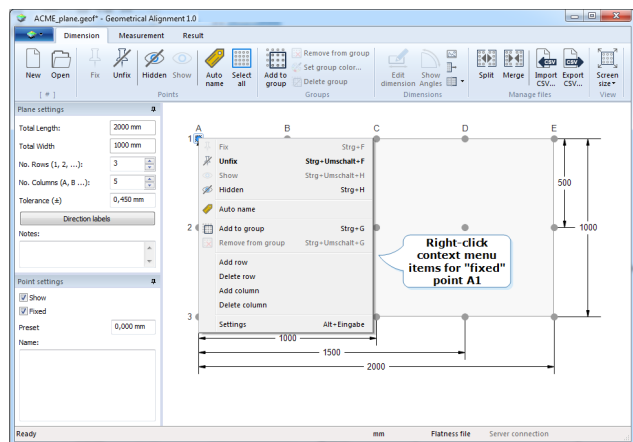 ACME_plane.geof* - Geometrical Alignment 1.0
Dimension Measurement Result
New Open Fix Unfix Hidden Show Auto name Select all Add to group Remove from group Set group color... Delete group Edit dimension Show Angles Split Merge Import CSV... Export CSV... Screen size
[ # ] Points Groups Dimensions Manage files View
Plane settings
Total Length: 2000 mm
Total Width 1000 mm
No. Rows (1, 2, ...): 3
No. Columns (A, B ...): 5
Tolerance (±) 0,450 mm
Direction labels
Notes:
Point settings
Show
Fixed
Preset 0,000 mm
Name:
A B C D E
1
2
3
Fix Strg+F
Unfix Strg+Umschalt+F
Show Strg+Umschalt+H
Hidden Strg+H
Auto name
Add to group Strg+G
Remove from group Strg+Umschalt+G
Add row
Delete row
Add column
Delete column
Settings Alt+Eingabe
Right-click
context menu
items for "fixed"
point A1
500
1000
1000
1500
2000
Ready mm Flatness file Server connection